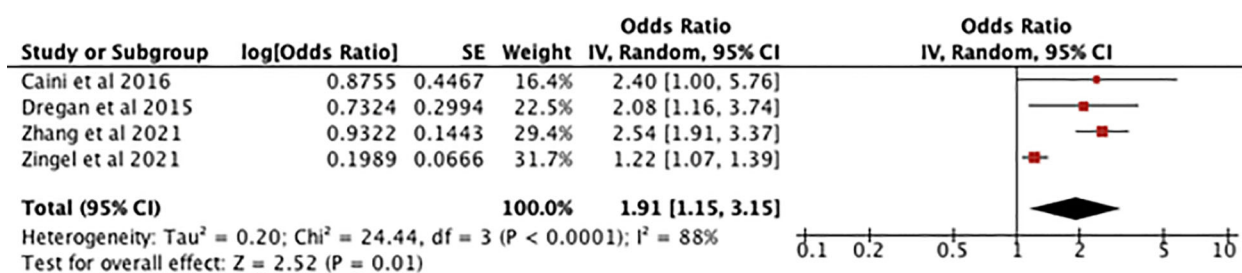 Odds Ratio Odds Ratio
Study or Subgroup log[Odds Ratio] SE Weight IV, Random, 95% CI IV, Random, 95% CI
Caini et al 2016 0.8755 0.4467 16.4% 2.40 [1.00, 5.76]
Dregan et al 2015 0.7324 0.2994 22.5% 2.08 [1.16, 3.74]
Zhang et al 2021 0.9322 0.1443 29.4% 2.54 [1.91, 3.37]
Zingel et al 2021 0.1989 0.0666 31.7% 1.22 [1.07, 1.39]
Total (95% CI) 100.0% 1.91 [1.15, 3.15]
Heterogeneity: Tau² = 0.20; Chi² = 24.44, df = 3 (P < 0.0001); I² = 88%
0.1 0.2 0.5 1 2 5 10
Test for overall effect: Z = 2.52 (P = 0.01)